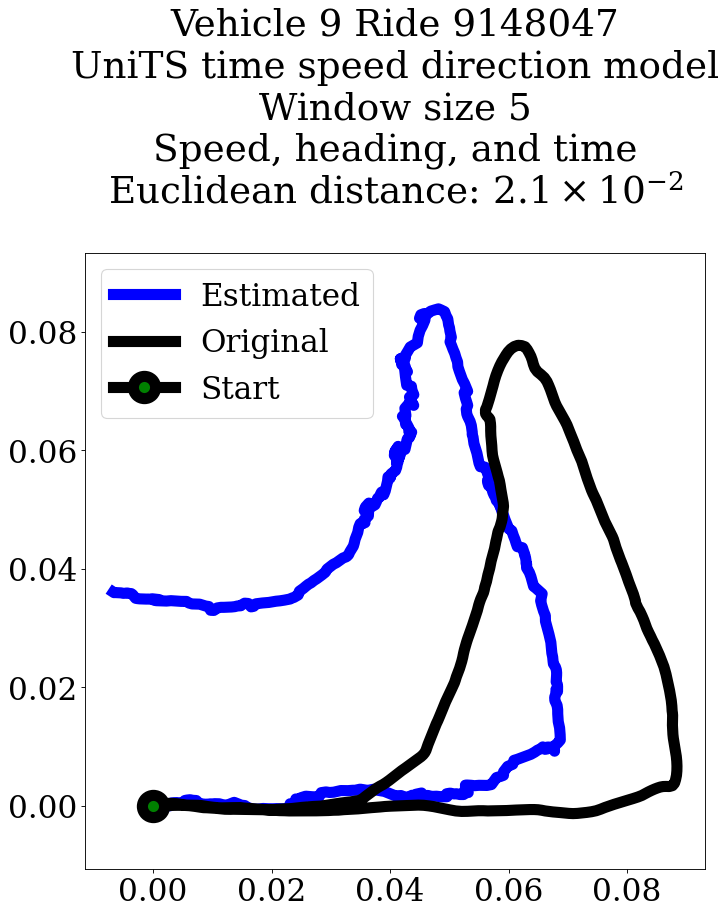 Vehicle 9 Ride 9148047
UniTS time speed direction model
Window size 5
Speed, heading, and time
Euclidean distance: 2.1 × 10⁻²
Estimated
Original
Start
0.08
0.06
0.04
0.02
0.00
0.00 0.02 0.04 0.06 0.08